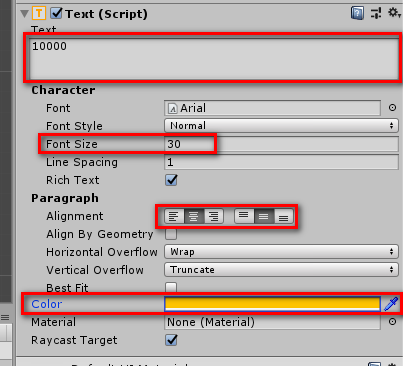 Text (Script)
Text
10000
Character
Font Arial
Font Style Normal
Font Size 30
Line Spacing 1
Rich Text
Paragraph
Alignment
Align By Geometry
Horizontal Overflow Wrap
Vertical Overflow Truncate
Best Fit
Color
Material None (Material)
Raycast Target